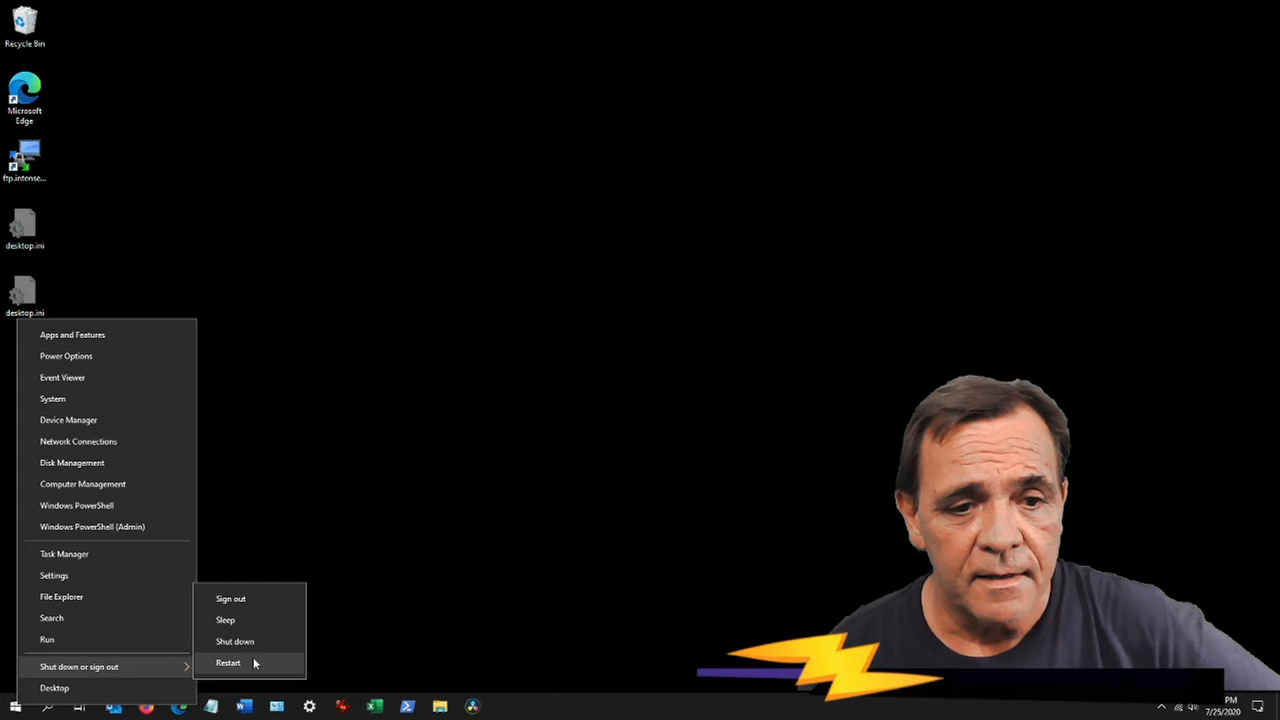 Recycle Bin
Microsoft
Edge
ftp.intense...
desktop.ini
desktop.ini
Apps and Features
Power Options
Event Viewer
System
Device Manager
Network Connections
Disk Management
Computer Management
Windows PowerShell
Windows PowerShell (Admin)
Task Manager
Settings
File Explorer
Search
Run
Shut down or sign out
Desktop
Sign out
Sleep
Shut down
Restart
PM
7/25/2020